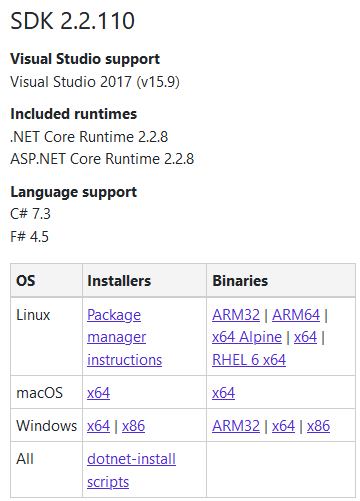 SDK 2.2.110
Visual Studio support
Visual Studio 2017 (v15.9)
Included runtimes
.NET Core Runtime 2.2.8
ASP.NET Core Runtime 2.2.8
Language support
C# 7.3
F# 4.5
OS Installers Binaries
Linux Package manager instructions ARM32 | ARM64 | x64 Alpine | x64 | RHEL 6 x64
macOS x64 x64
Windows x64 | x86 ARM32 | x64 | x86
All dotnet-install scripts